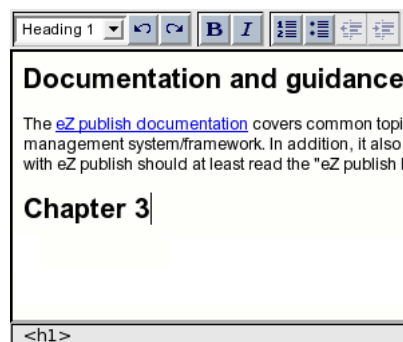 Heading 1
B I
Documentation and guidance
The eZ publish documentation covers common topi
management system/framework. In addition, it also
with eZ publish should at least read the "eZ publish
Chapter 3
<h1>